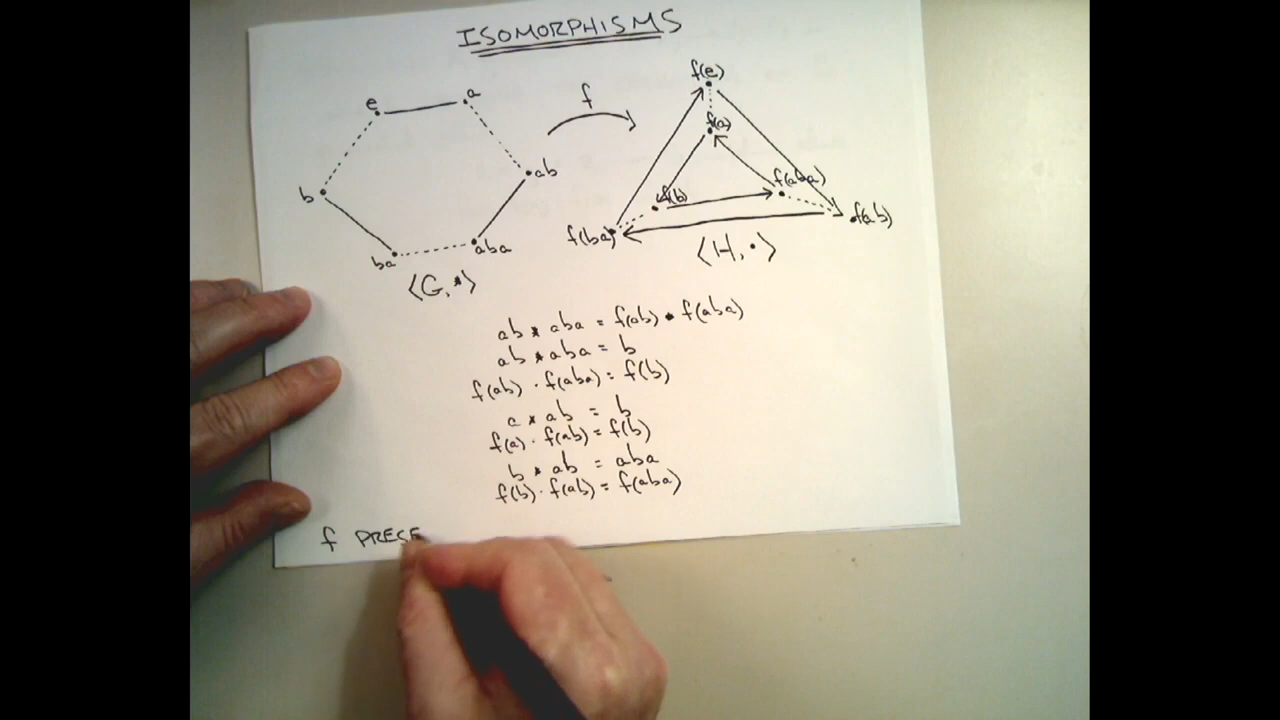 ISOMORPHISMS
e a
f
f(e)
f(a)
ab
b
f(b) f(aba)
f(ba) f(ab)
ba aba
⟨G, *⟩
⟨H, •⟩
ab * aba = f(ab) • f(aba)
ab * aba = b
f(ab) · f(aba) = f(b)
a * ab = b
f(a) · f(ab) = f(b)
b * ab = aba
f(b) · f(ab) = f(aba)
f PRESE